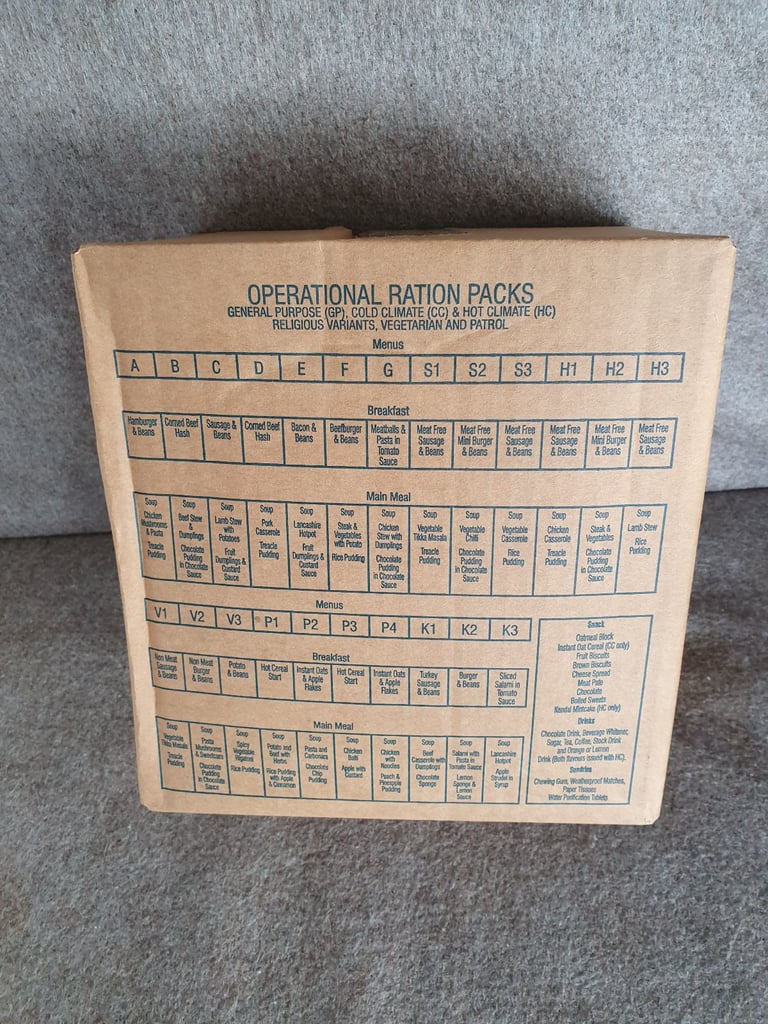 OPERATIONAL RATION PACKS
GENERAL PURPOSE (GP), COLD CLIMATE (CC) & HOT CLIMATE (HC)
RELIGIOUS VARIANTS, VEGETARIAN AND PATROL
Menus
A B C D E F G S1 S2 S3 H1 H2 H3
Breakfast
Hamburger
& Beans
Corned Beef
Hash
Sausage &
Beans
Corned Beef
Hash
Bacon &
Beans
Beefburger
& Beans
Meatballs &
Pasta in
Tomato
Sauce
Meat Free
Sausage
& Beans
Meat Free
Mini Burger
& Beans
Meat Free
Sausage
& Beans
Meat Free
Sausage
& Beans
Meat Free
Mini Burger
& Beans
Meat Free
Sausage
& Beans
Main Meal
Soup
Chicken
Mushrooms
& Pasta
Treacle
Pudding
Soup
Beef Stew
&
Dumplings
Chocolate
Pudding
in Chocolate
Sauce
Soup
Lamb Stew
with
Potatoes
Fruit
Dumplings &
Custard
Sauce
Soup
Pork
Casserole
Treacle
Pudding
Soup
Lancashire
Hotpot
Fruit
Dumplings &
Custard
Sauce
Soup
Steak &
Vegetables
with Potato
Rice Pudding
Soup
Chicken
Stew with
Dumplings
Chocolate
Pudding
in Chocolate
Sauce
Soup
Vegetable
Tikka Masala
Treacle
Pudding
Soup
Vegetable
Chilli
Chocolate
Pudding
in Chocolate
Sauce
Soup
Vegetable
Casserole
Rice
Pudding
Soup
Chicken
Casserole
Treacle
Pudding
Soup
Steak &
Vegetables
Chocolate
Pudding
in Chocolate
Sauce
Soup
Lamb Stew
Rice
Pudding
Menus
V1 V2 V3 P1 P2 P3 P4 K1 K2 K3
Breakfast
Non Meat
Sausage
& Beans
Non Meat
Burger
& Beans
Potato
& Beans
Hot Cereal
Start
Instant Oats
& Apple
Flakes
Hot Cereal
Start
Instant Oats
& Apple
Flakes
Turkey
Sausage
& Beans
Burger
& Beans
Sliced
Salami in
Tomato
Sauce
Main Meal
Soup
Vegetable
Tikka Masala
Treacle
Pudding
Soup
Pasta
Mushrooms
& Sweetcorn
Chocolate
Pudding
in Chocolate
Sauce
Soup
Spicy
Vegetable
Rigatoni
Rice Pudding
Soup
Potato and
Beef with
Herbs
Rice Pudding
with Apple
& Cinnamon
Soup
Pasta and
Carbonara
Chocolate
Chip
Pudding
Soup
Chicken
Balti
Apple with
Custard
Soup
Chicken
with
Noodles
Peach &
Pineapple
Pudding
Soup
Beef
Casserole with
Dumplings
Chocolate
Sponge
Soup
Salami with
Pasta in
Tomato Sauce
Lemon
Sponge &
Lemon
Sauce
Soup
Lancashire
Hotpot
Apple
Strudel in
Syrup
Snack
Oatmeal Block
Instant Oat Cereal (CC only)
Fruit Biscuits
Brown Biscuits
Cheese Spread
Meat Pate
Chocolate
Boiled Sweets
Kendal Mintcake (HC only)
Drinks
Chocolate Drink, Beverage Whitener,
Sugar, Tea, Coffee, Stock Drink
and Orange or Lemon
Drink (Both flavours issued with HC).
Sundries
Chewing Gum, Weatherproof Matches,
Paper Tissues
Water Purification Tablets